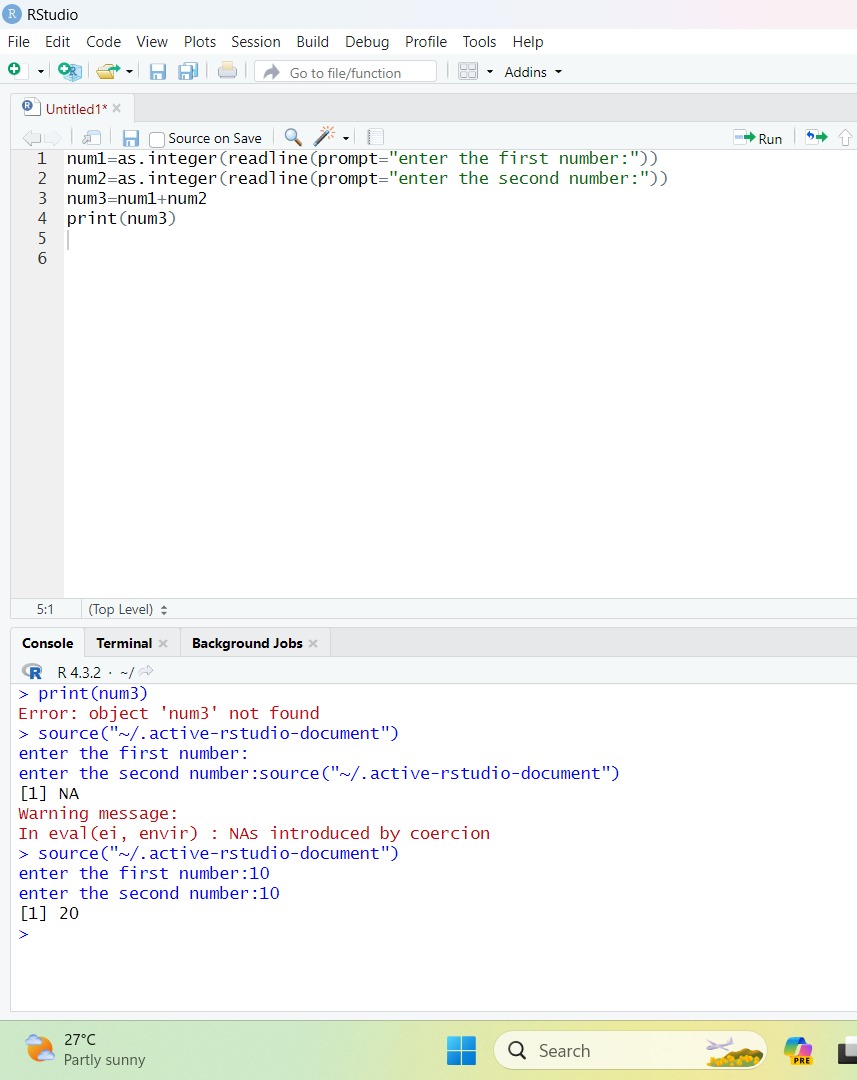 RStudio
File Edit Code View Plots Session Build Debug Profile Tools Help
Go to file/function Addins
Untitled1*
Source on Save Run
1 num1=as.integer(readline(prompt="enter the first number:"))
2 num2=as.integer(readline(prompt="enter the second number:"))
3 num3=num1+num2
4 print(num3)
5
6
5:1 (Top Level)
Console Terminal Background Jobs
R 4.3.2 · ~/
> print(num3)
Error: object 'num3' not found
> source("~/.active-rstudio-document")
enter the first number:
enter the second number:source("~/.active-rstudio-document")
[1] NA
Warning message:
In eval(ei, envir) : NAs introduced by coercion
> source("~/.active-rstudio-document")
enter the first number:10
enter the second number:10
[1] 20
>
27°C
Partly sunny
Search
PRE